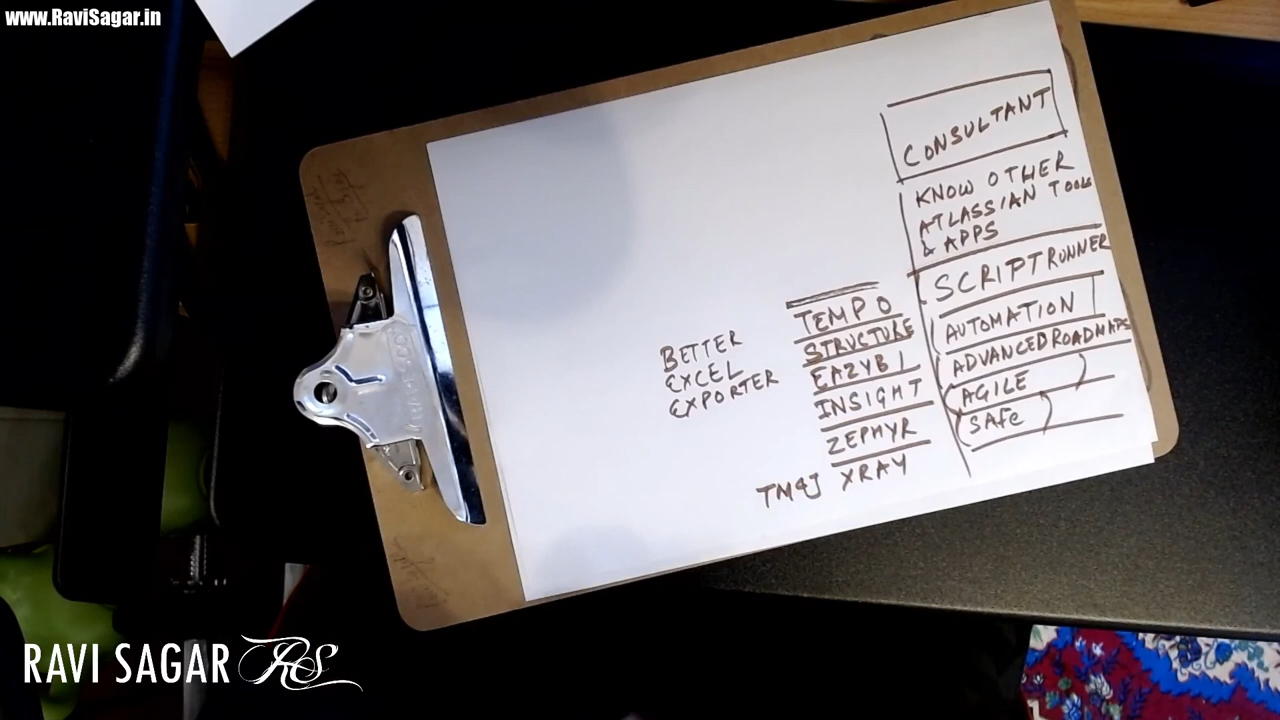 www.RaviSagar.in
CONSULTANT
KNOW OTHER
ATLASSIAN TOOLS
& APPS
SCRIPTRUNNER
AUTOMATION
ADVANCED ROADMAPS
AGILE
SAFe
TEMPO
STRUCTURE
EAZYBI
INSIGHT
ZEPHYR
XRAY
TM4J
BETTER
EXCEL
EXPORTER
RAVI SAGAR RS